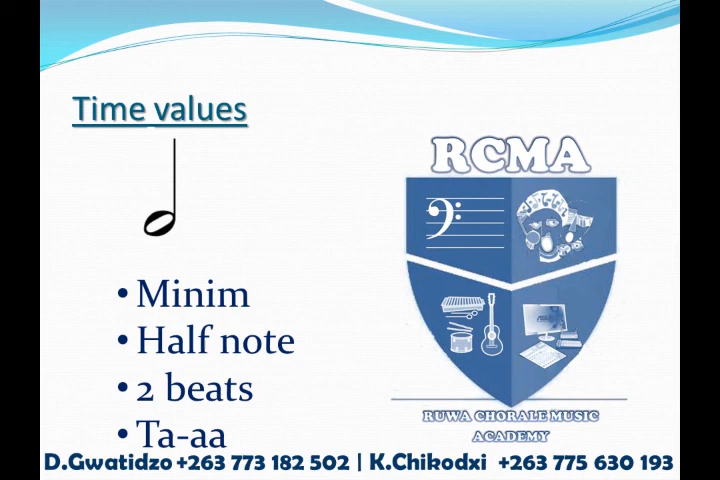 Time values
RCMA
• Minim
• Half note
• 2 beats
• Ta-aa
RUWA CHORALE MUSIC
ACADEMY
D.Gwatidzo +263 773 182 502 | K.Chikodxi +263 775 630 193